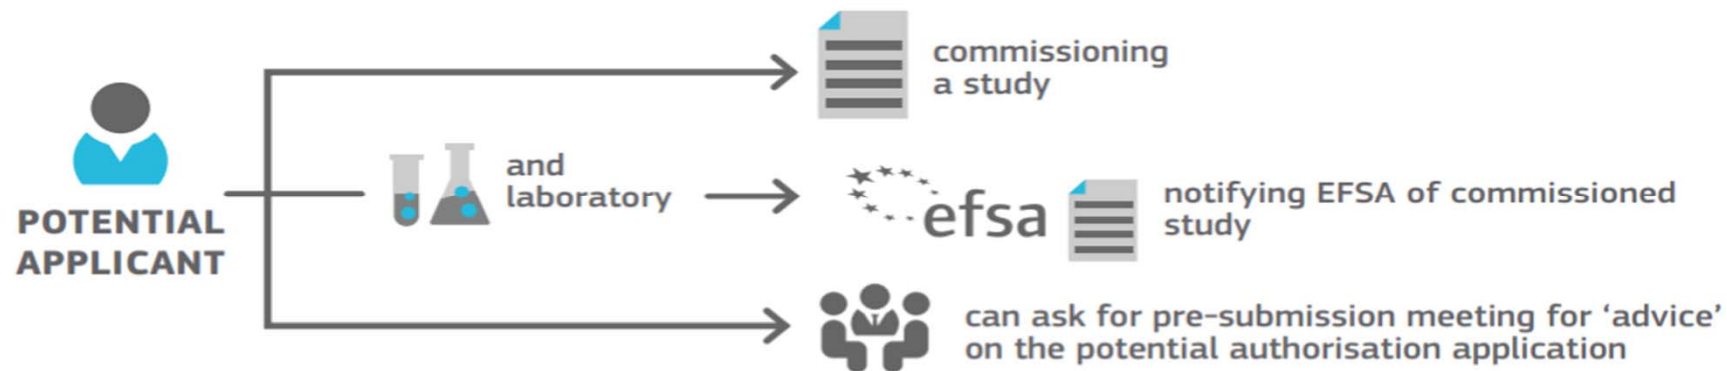 commissioning
a study
POTENTIAL
APPLICANT
and
laboratory
efsa
notifying EFSA of commissioned
study
can ask for pre-submission meeting for ‘advice’
on the potential authorisation application